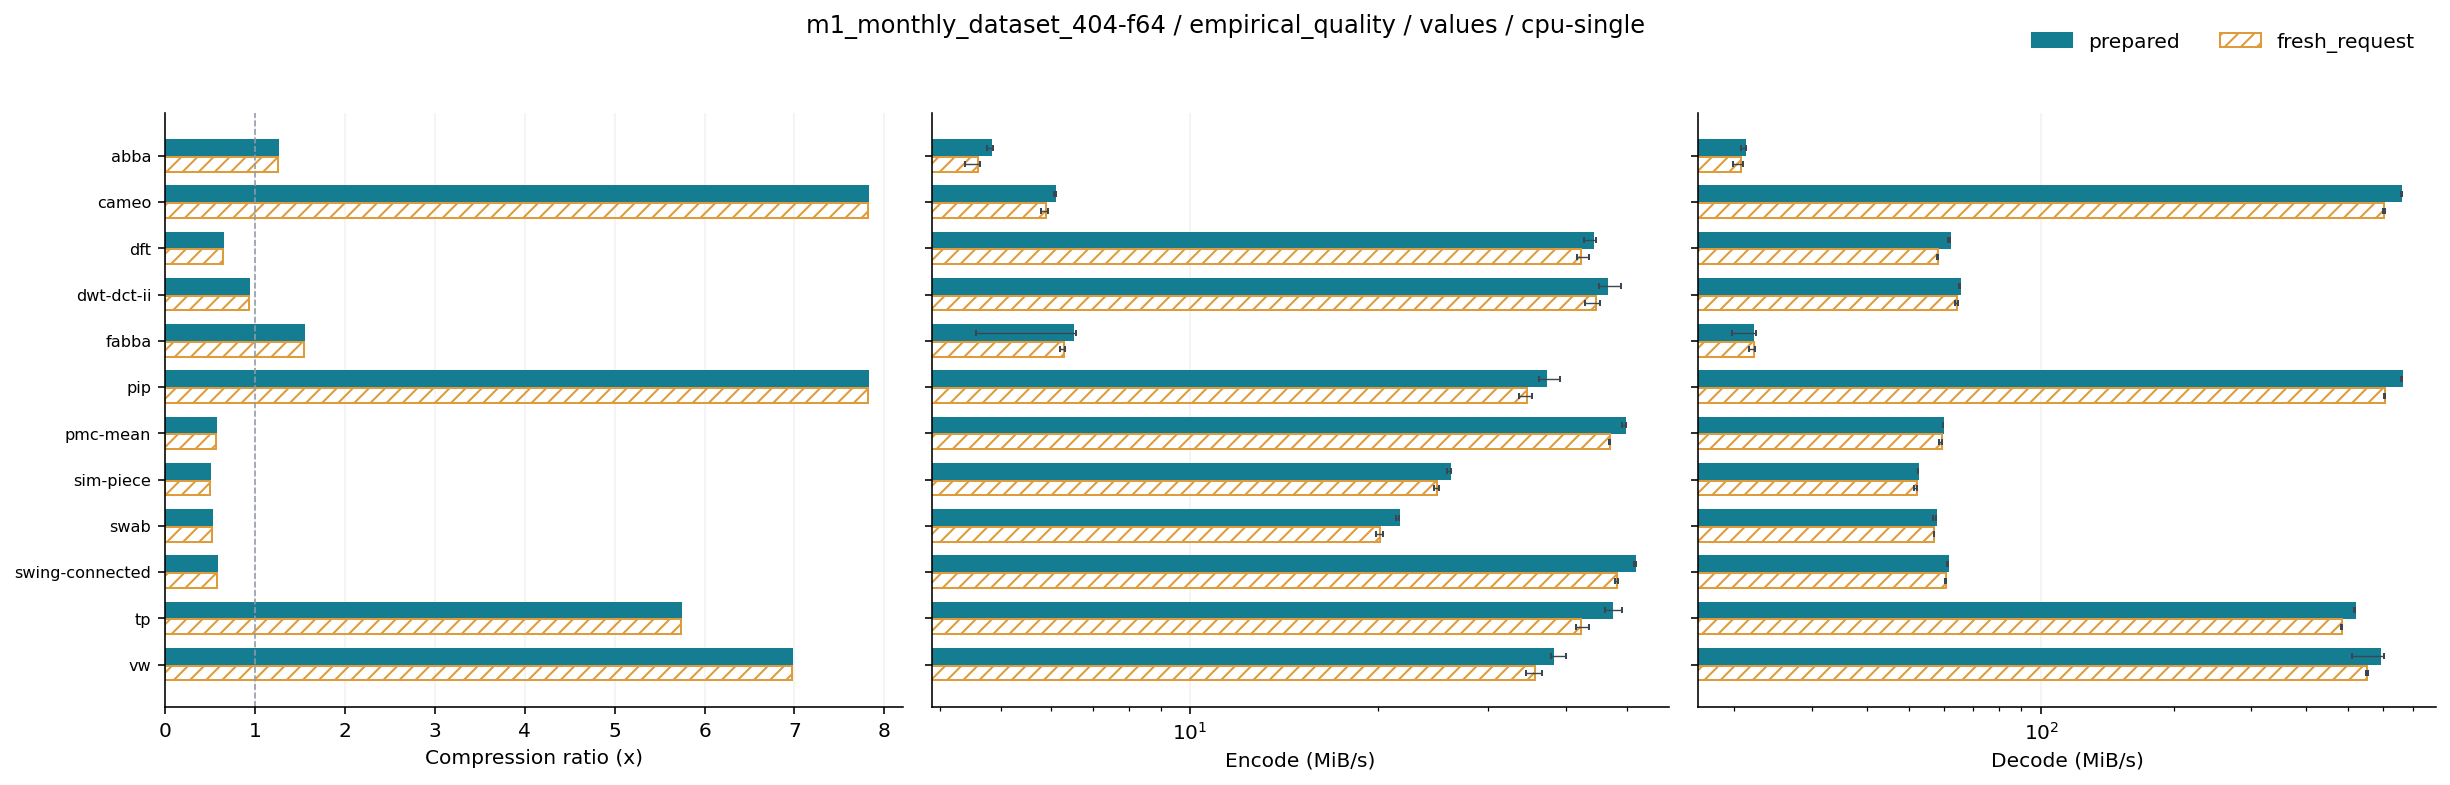 m1_monthly_dataset_404-f64 / empirical_quality / values / cpu-single
prepared
fresh_request
abba
cameo
dft
dwt-dct-ii
fabba
pip
pmc-mean
sim-piece
swab
swing-connected
tp
vw
0 1 2 3 4 5 6 7 8
Compression ratio (x)
10¹
Encode (MiB/s)
10²
Decode (MiB/s)